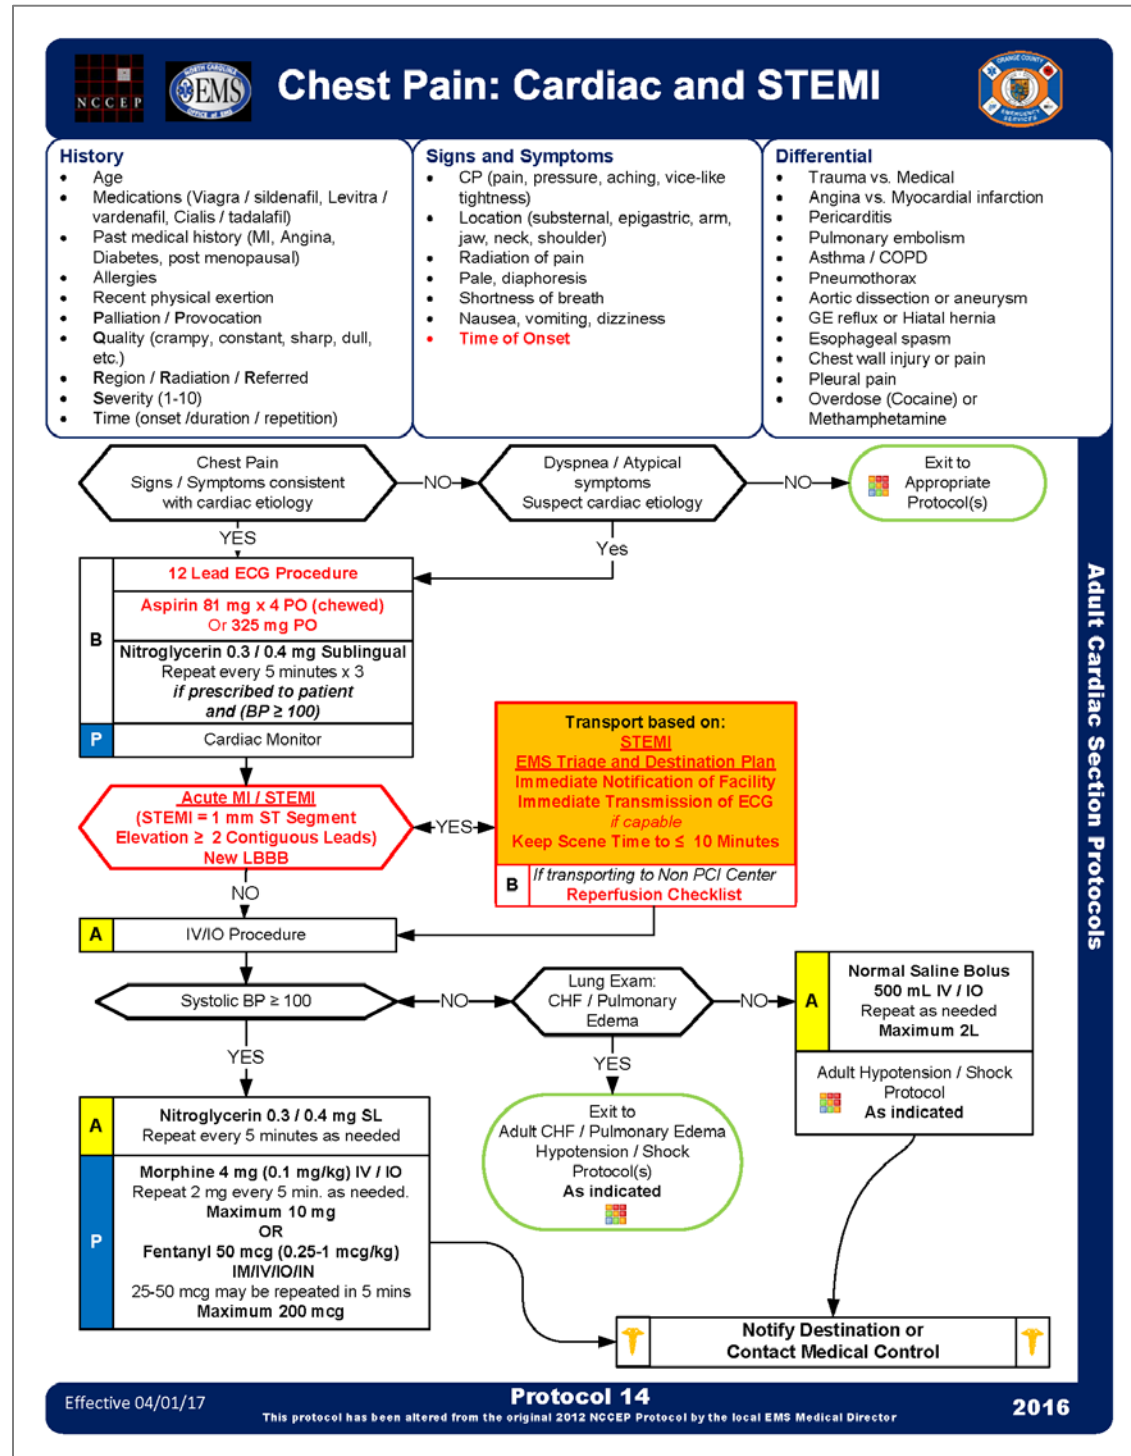 NCCEP
NORTH CAROLINA
EMS
OFFICE of EMS
Chest Pain: Cardiac and STEMI
ORANGE COUNTY
EMERGENCY
SERVICES
History
• Age
• Medications (Viagra / sildenafil, Levitra /
vardenafil, Cialis / tadalafil)
• Past medical history (MI, Angina,
Diabetes, post menopausal)
• Allergies
• Recent physical exertion
• Palliation / Provocation
• Quality (crampy, constant, sharp, dull,
etc.)
• Region / Radiation / Referred
• Severity (1-10)
• Time (onset /duration / repetition)
Signs and Symptoms
• CP (pain, pressure, aching, vice-like
tightness)
• Location (substernal, epigastric, arm,
jaw, neck, shoulder)
• Radiation of pain
• Pale, diaphoresis
• Shortness of breath
• Nausea, vomiting, dizziness
• Time of Onset
Differential
• Trauma vs. Medical
• Angina vs. Myocardial infarction
• Pericarditis
• Pulmonary embolism
• Asthma / COPD
• Pneumothorax
• Aortic dissection or aneurysm
• GE reflux or Hiatal hernia
• Esophageal spasm
• Chest wall injury or pain
• Pleural pain
• Overdose (Cocaine) or
Methamphetamine
Chest Pain
Signs / Symptoms consistent
with cardiac etiology
NO
Dyspnea / Atypical
symptoms
Suspect cardiac etiology
NO
Exit to
Appropriate
Protocol(s)
YES
Yes
B
12 Lead ECG Procedure
Aspirin 81 mg x 4 PO (chewed)
Or 325 mg PO
Nitroglycerin 0.3 / 0.4 mg Sublingual
Repeat every 5 minutes x 3
if prescribed to patient
and (BP ≥ 100)
P
Cardiac Monitor
Acute MI / STEMI
(STEMI = 1 mm ST Segment
Elevation ≥ 2 Contiguous Leads)
New LBBB
YES
Transport based on:
STEMI
EMS Triage and Destination Plan
Immediate Notification of Facility
Immediate Transmission of ECG
if capable
Keep Scene Time to ≤ 10 Minutes
B
If transporting to Non PCI Center
Reperfusion Checklist
NO
A
IV/IO Procedure
Systolic BP ≥ 100
NO
Lung Exam:
CHF / Pulmonary
Edema
NO
A
Normal Saline Bolus
500 mL IV / IO
Repeat as needed
Maximum 2L
Adult Hypotension / Shock
Protocol
As indicated
YES
YES
Exit to
Adult CHF / Pulmonary Edema
Hypotension / Shock
Protocol(s)
As indicated
A
Nitroglycerin 0.3 / 0.4 mg SL
Repeat every 5 minutes as needed
P
Morphine 4 mg (0.1 mg/kg) IV / IO
Repeat 2 mg every 5 min. as needed.
Maximum 10 mg
OR
Fentanyl 50 mcg (0.25-1 mcg/kg)
IM/IV/IO/IN
25-50 mcg may be repeated in 5 mins
Maximum 200 mcg
Notify Destination or
Contact Medical Control
Adult Cardiac Section Protocols
Effective 04/01/17
Protocol 14
This protocol has been altered from the original 2012 NCCEP Protocol by the local EMS Medical Director
2016